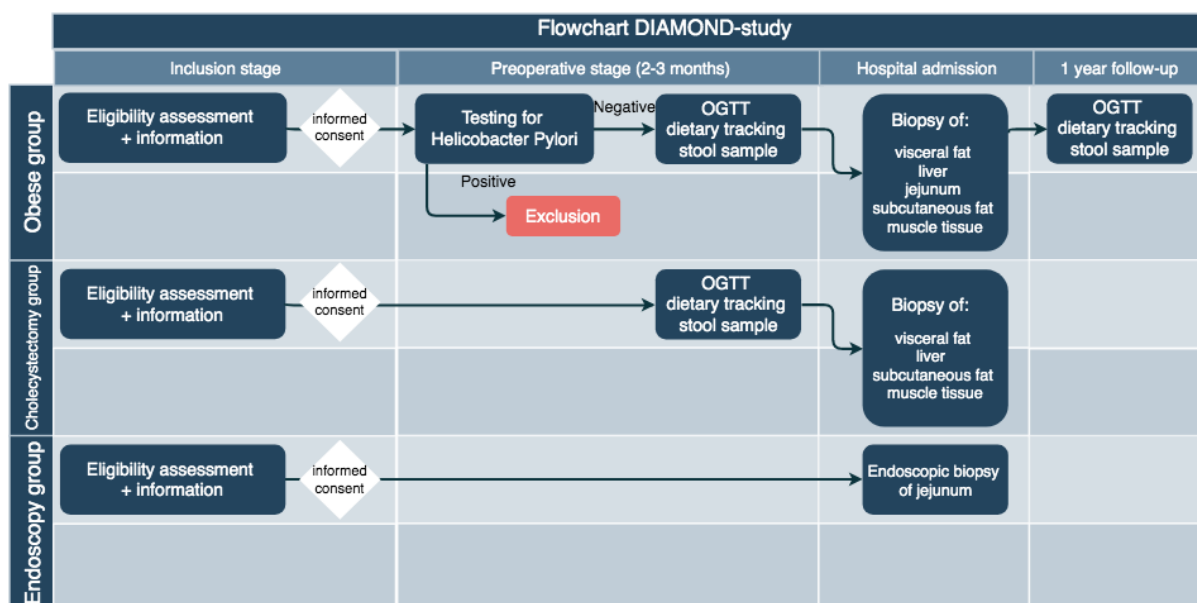 Flowchart DIAMOND-study
Inclusion stage
Preoperative stage (2-3 months)
Hospital admission
1 year follow-up
Obese group
Eligibility assessment
+ information
informed
consent
Testing for
Helicobacter Pylori
Negative
OGTT
dietary tracking
stool sample
Biopsy of:
visceral fat
liver
jejunum
subcutaneous fat
muscle tissue
OGTT
dietary tracking
stool sample
Positive
Exclusion
Cholecystectomy group
Eligibility assessment
+ information
informed
consent
OGTT
dietary tracking
stool sample
Biopsy of:
visceral fat
liver
subcutaneous fat
muscle tissue
Endoscopy group
Eligibility assessment
+ information
informed
consent
Endoscopic biopsy
of jejunum